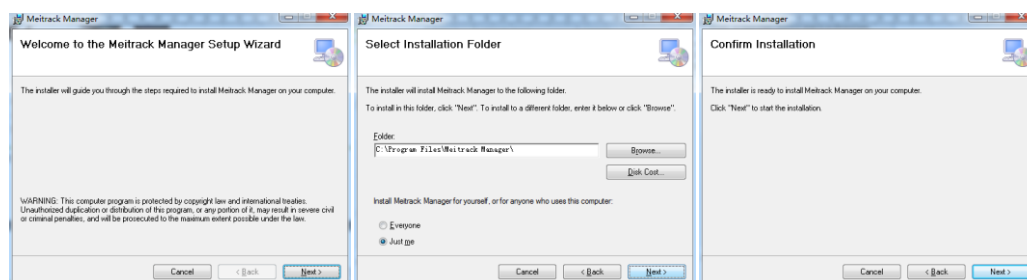 Meitrack Manager
Welcome to the Meitrack Manager Setup Wizard
The installer will guide you through the steps required to install Meitrack Manager on your computer.
WARNING: This computer program is protected by copyright law and international treaties.
Unauthorized duplication or distribution of this program, or any portion of it, may result in severe civil
or criminal penalties, and will be prosecuted to the maximum extent possible under the law.
Cancel
< Back
Next >
Meitrack Manager
Select Installation Folder
The installer will install Meitrack Manager to the following folder.
To install in this folder, click "Next". To install to a different folder, enter it below or click "Browse".
Folder:
C:\Program Files\Meitrack Manager\
Browse...
Disk Cost...
Install Meitrack Manager for yourself, or for anyone who uses this computer:
Everyone
Just me
Cancel
< Back
Next >
Meitrack Manager
Confirm Installation
The installer is ready to install Meitrack Manager on your computer.
Click "Next" to start the installation.
Cancel
< Back
Next >